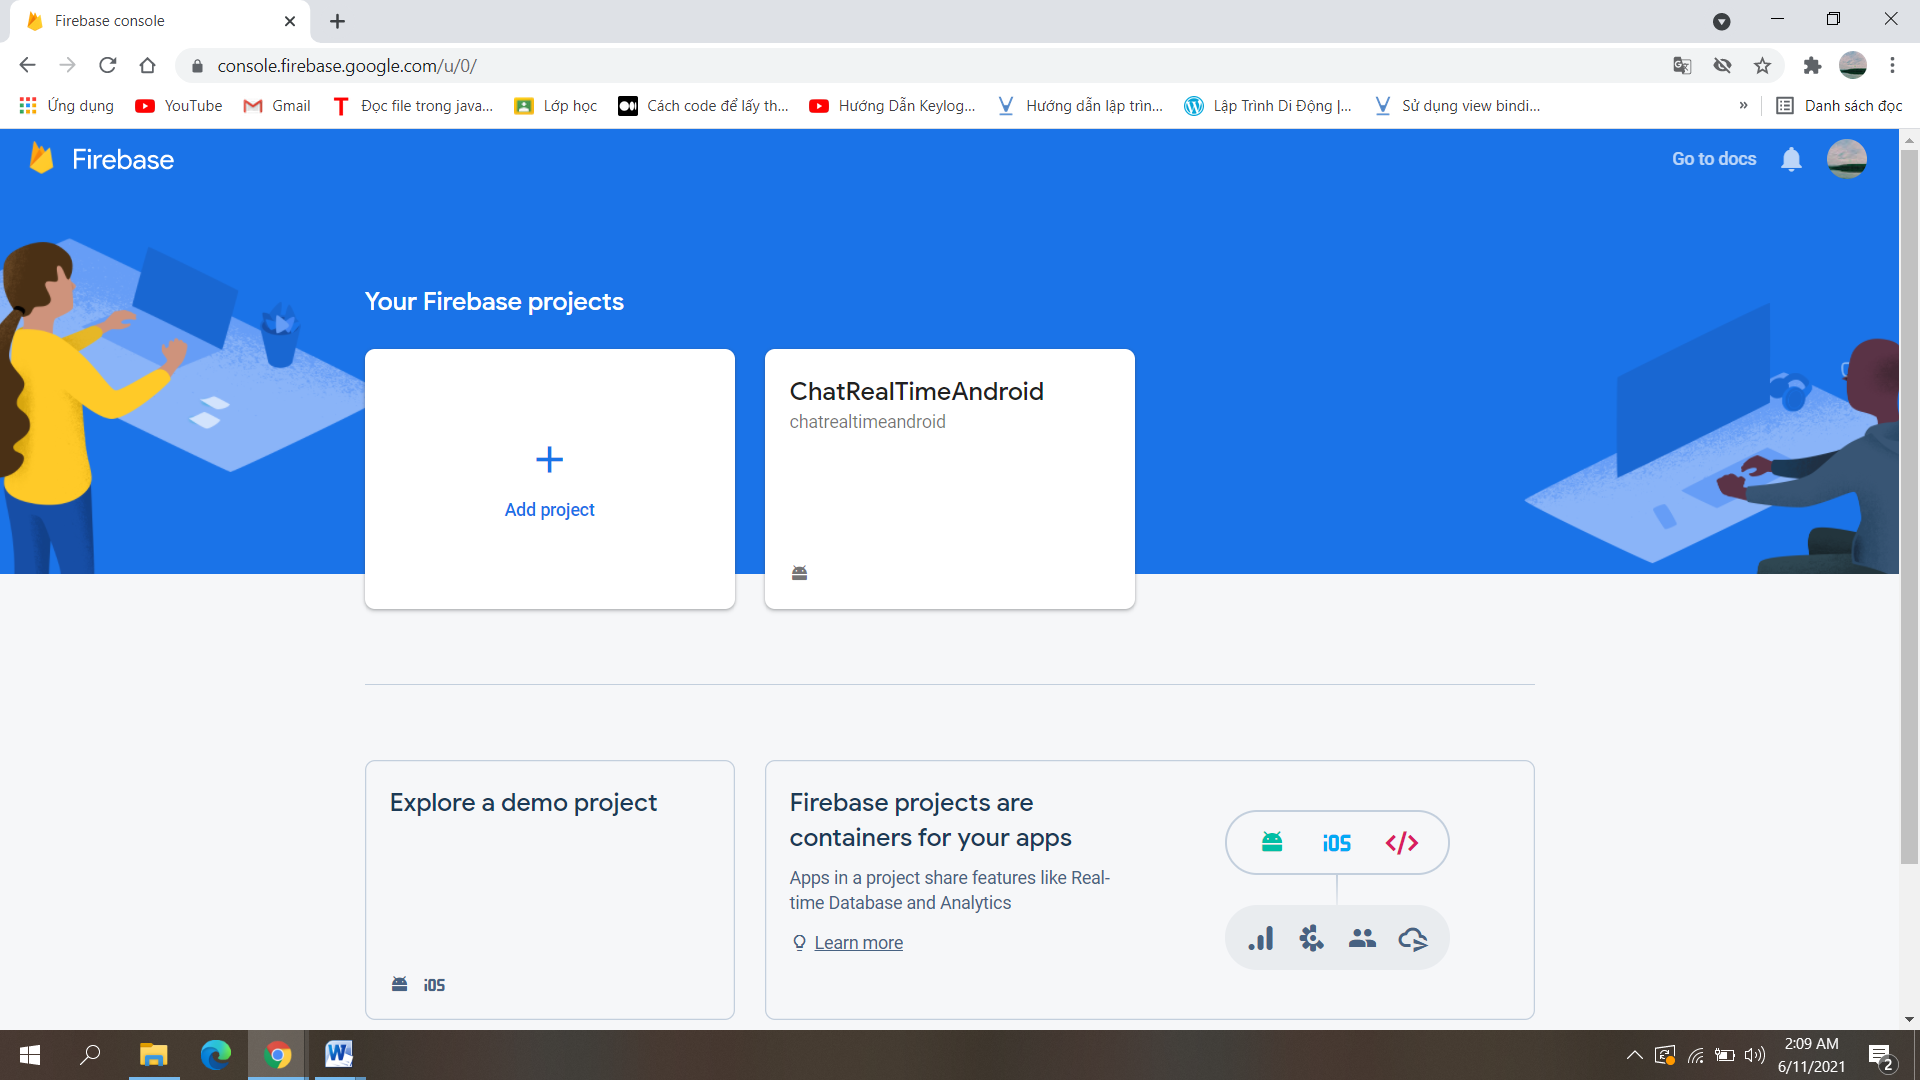 Firebase console
console.firebase.google.com/u/0/
Ứng dụng YouTube Gmail Đọc file trong java... Lớp học Cách code để lấy th... Hướng Dẫn Keylog... Hướng dẫn lập trìn... Lập Trình Di Động |... Sử dụng view bindi... » Danh sách đọc
Firebase
Go to docs
Your Firebase projects
Add project
ChatRealTimeAndroid
chatrealtimeandroid
Explore a demo project
iOS
Firebase projects are
containers for your apps
Apps in a project share features like Real-
time Database and Analytics
Learn more
iOS </>
2:09 AM
6/11/2021
2